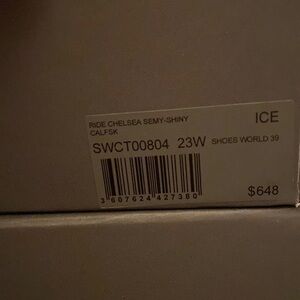 RIDE CHELSEA SEMY-SHINY ICE
CALFSK
SWCT00804 23W SHOES WORLD 39
3 607624 427380
$648